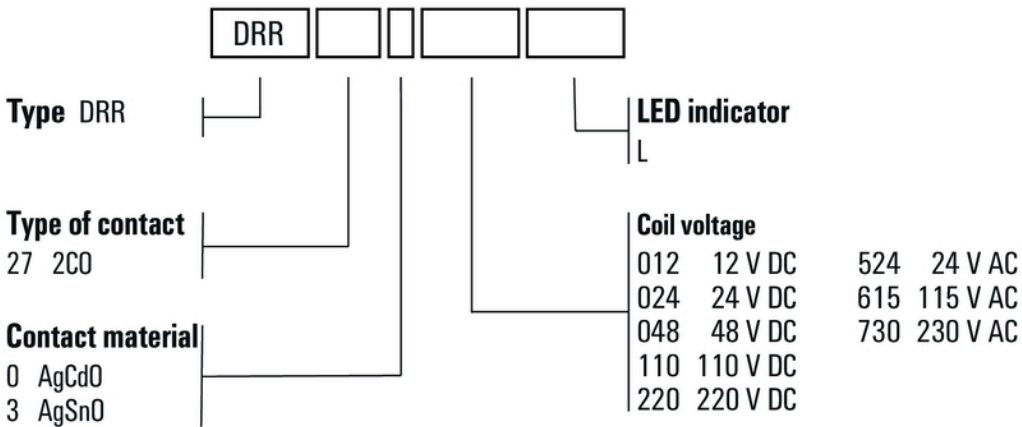 DRR
Type DRR
Type of contact
27 2CO
Contact material
0 AgCdO
3 AgSnO
LED indicator
L
Coil voltage
012 12 V DC 524 24 V AC
024 24 V DC 615 115 V AC
048 48 V DC 730 230 V AC
110 110 V DC
220 220 V DC